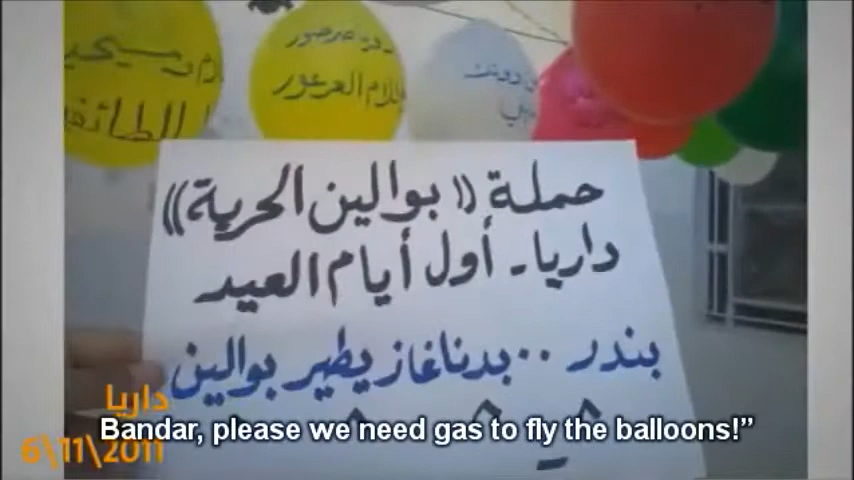 حملة ((بوالين الحرية))
داريا - أول أيام العيد
بندر .. بدنا غاز يطير بوالين
داريا
6\11\2011
Bandar, please we need gas to fly the balloons!”
العرعور